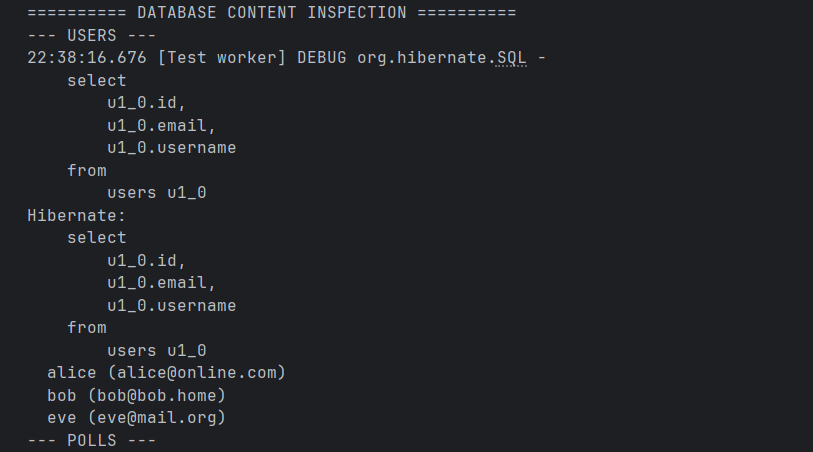 ========== DATABASE CONTENT INSPECTION ==========
--- USERS ---
22:38:16.676 [Test worker] DEBUG org.hibernate.SQL -
    select
        u1_0.id,
        u1_0.email,
        u1_0.username
    from
        users u1_0
Hibernate:
    select
        u1_0.id,
        u1_0.email,
        u1_0.username
    from
        users u1_0
  alice (alice@online.com)
  bob (bob@bob.home)
  eve (eve@mail.org)
--- POLLS ---